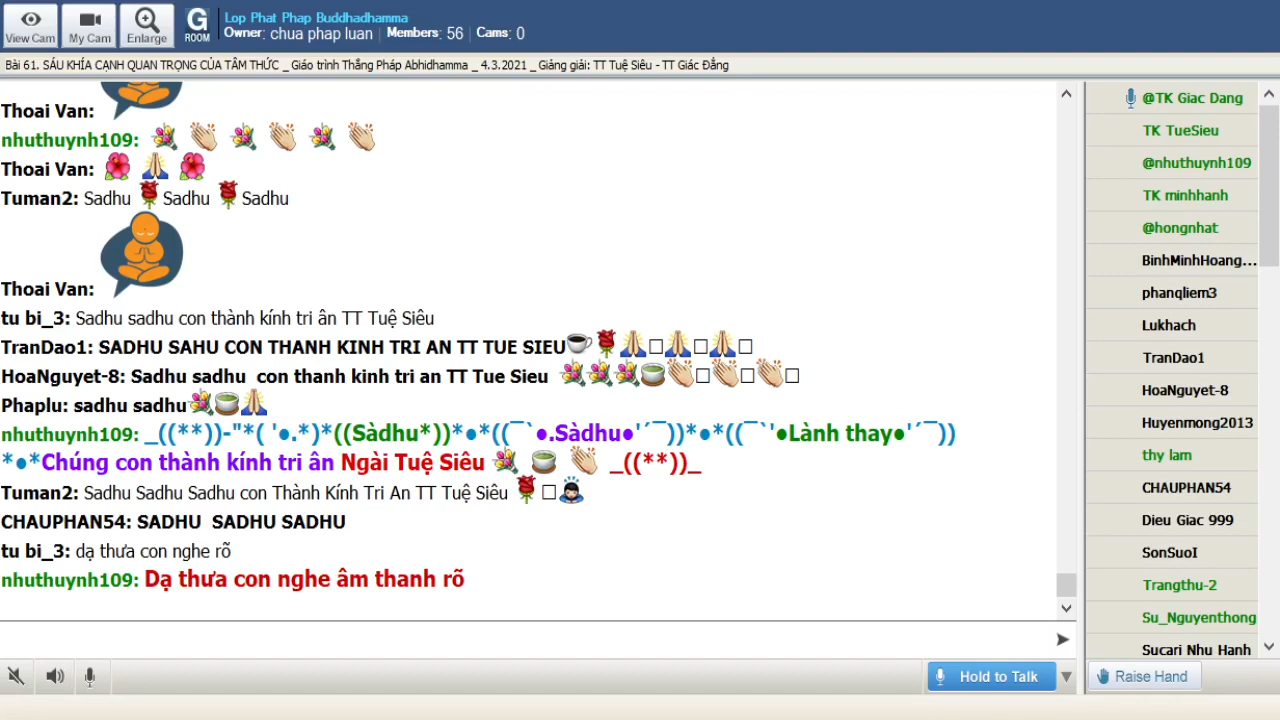 View Cam
My Cam
Enlarge
G
ROOM
Lop Phat Phap Buddhadhamma
Owner: chua phap luan | Members: 56 | Cams: 0
Bài 61. SÁU KHÍA CẠNH QUAN TRỌNG CỦA TÂM THỨC _ Giáo trình Thắng Pháp Abhidhamma _ 4.3.2021 _ Giảng giải: TT Tuệ Siêu - TT Giác Đẳng
Thoai Van:
nhuthuynh109: 💐 👏 💐 👏 💐 👏
Thoai Van: 🌺 🙏 🌺
Tuman2: Sadhu 🌹Sadhu 🌹Sadhu
Thoai Van:
tu bi_3: Sadhu sadhu con thành kính tri ân TT Tuệ Siêu
TranDao1: SADHU SAHU CON THANH KINH TRI AN TT TUE SIEU☕🌹🙏□🙏□🙏□
HoaNguyet-8: Sadhu sadhu con thanh kinh tri an TT Tue Sieu 💐💐💐🍵👏□👏□👏□
Phaplu: sadhu sadhu💐🍵🙏
nhuthuynh109: _((**))-"*( '●.*)*((Sàdhu*))*●*((¯`●.Sàdhu●'´¯))*●*((¯`'●Lành thay●'´¯))
*●*Chúng con thành kính tri ân Ngài Tuệ Siêu 💐 🍵 👏 _((**))_
Tuman2: Sadhu Sadhu Sadhu con Thành Kính Tri An TT Tuệ Siêu 🌹□🙇
CHAUPHAN54: SADHU SADHU SADHU
tu bi_3: dạ thưa con nghe rõ
nhuthuynh109: Dạ thưa con nghe âm thanh rõ
Hold to Talk
@TK Giac Dang
TK TueSieu
@nhuthuynh109
TK minhhanh
@hongnhat
BinhMinhHoang...
phanqliem3
Lukhach
TranDao1
HoaNguyet-8
Huyenmong2013
thy lam
CHAUPHAN54
Dieu Giac 999
SonSuoI
Trangthu-2
Su_Nguyenthong
Sucari Nhu Hanh
Raise Hand